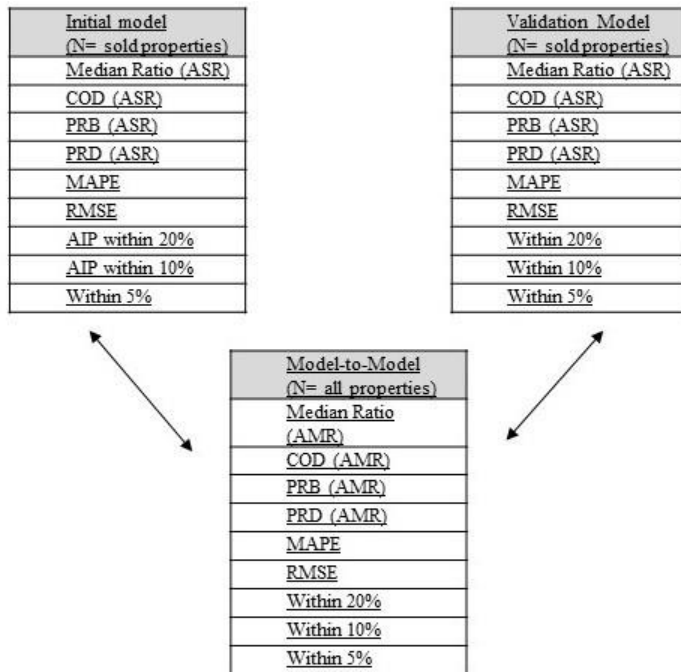 Initial model
(N= sold properties)
Median Ratio (ASR)
COD (ASR)
PRB (ASR)
PRD (ASR)
MAPE
RMSE
AIP within 20%
AIP within 10%
Within 5%
Validation Model
(N= sold properties)
Median Ratio (ASR)
COD (ASR)
PRB (ASR)
PRD (ASR)
MAPE
RMSE
Within 20%
Within 10%
Within 5%
Model-to-Model
(N= all properties)
Median Ratio
(AMR)
COD (AMR)
PRB (AMR)
PRD (AMR)
MAPE
RMSE
Within 20%
Within 10%
Within 5%